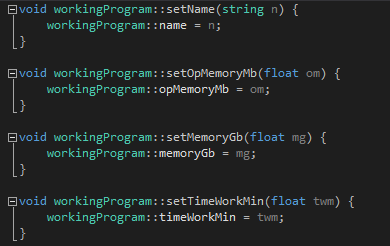 void workingProgram::setName(string n) {
workingProgram::name = n;
}
void workingProgram::setOpMemoryMb(float om) {
workingProgram::opMemoryMb = om;
}
void workingProgram::setMemoryGb(float mg) {
workingProgram::memoryGb = mg;
}
void workingProgram::setTimeWorkMin(float twm) {
workingProgram::timeWorkMin = twm;
}